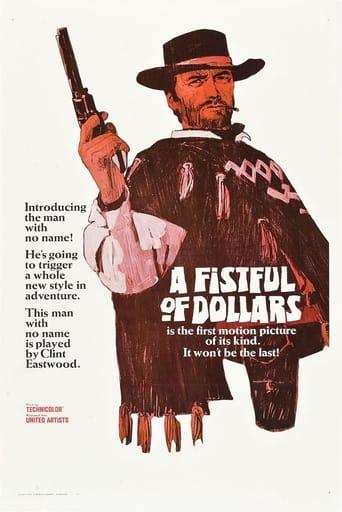 Introducing
the man
with
no name!
He's going
to trigger
a whole
new style in
adventure.
This man
with
no name
is played
by Clint
Eastwood.
A FISTFUL
OF DOLLARS
is the first motion picture
of its kind.
It won't be the last!
TECHNICOLOR
UNITED ARTISTS